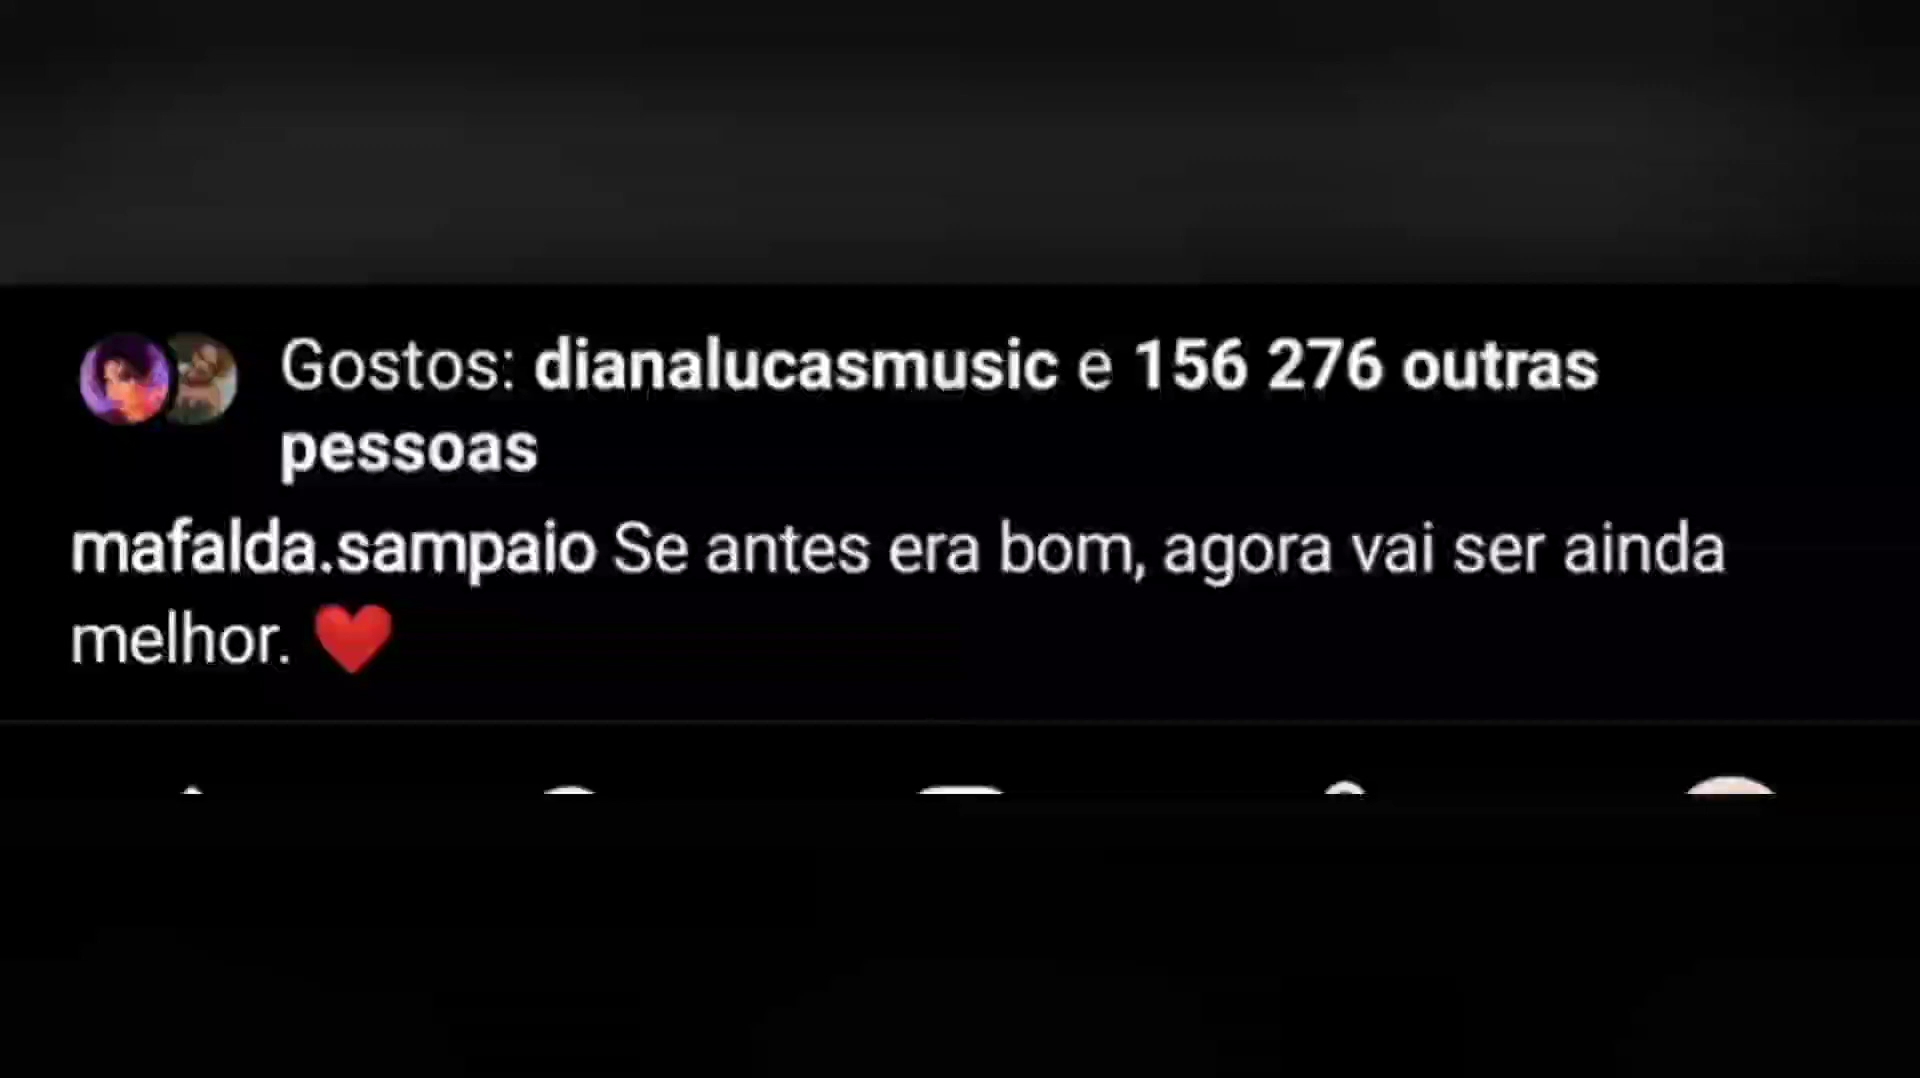 Gostos: dianalucasmusic e 156 276 outras
pessoas
mafalda.sampaio Se antes era bom, agora vai ser ainda
melhor. ❤️